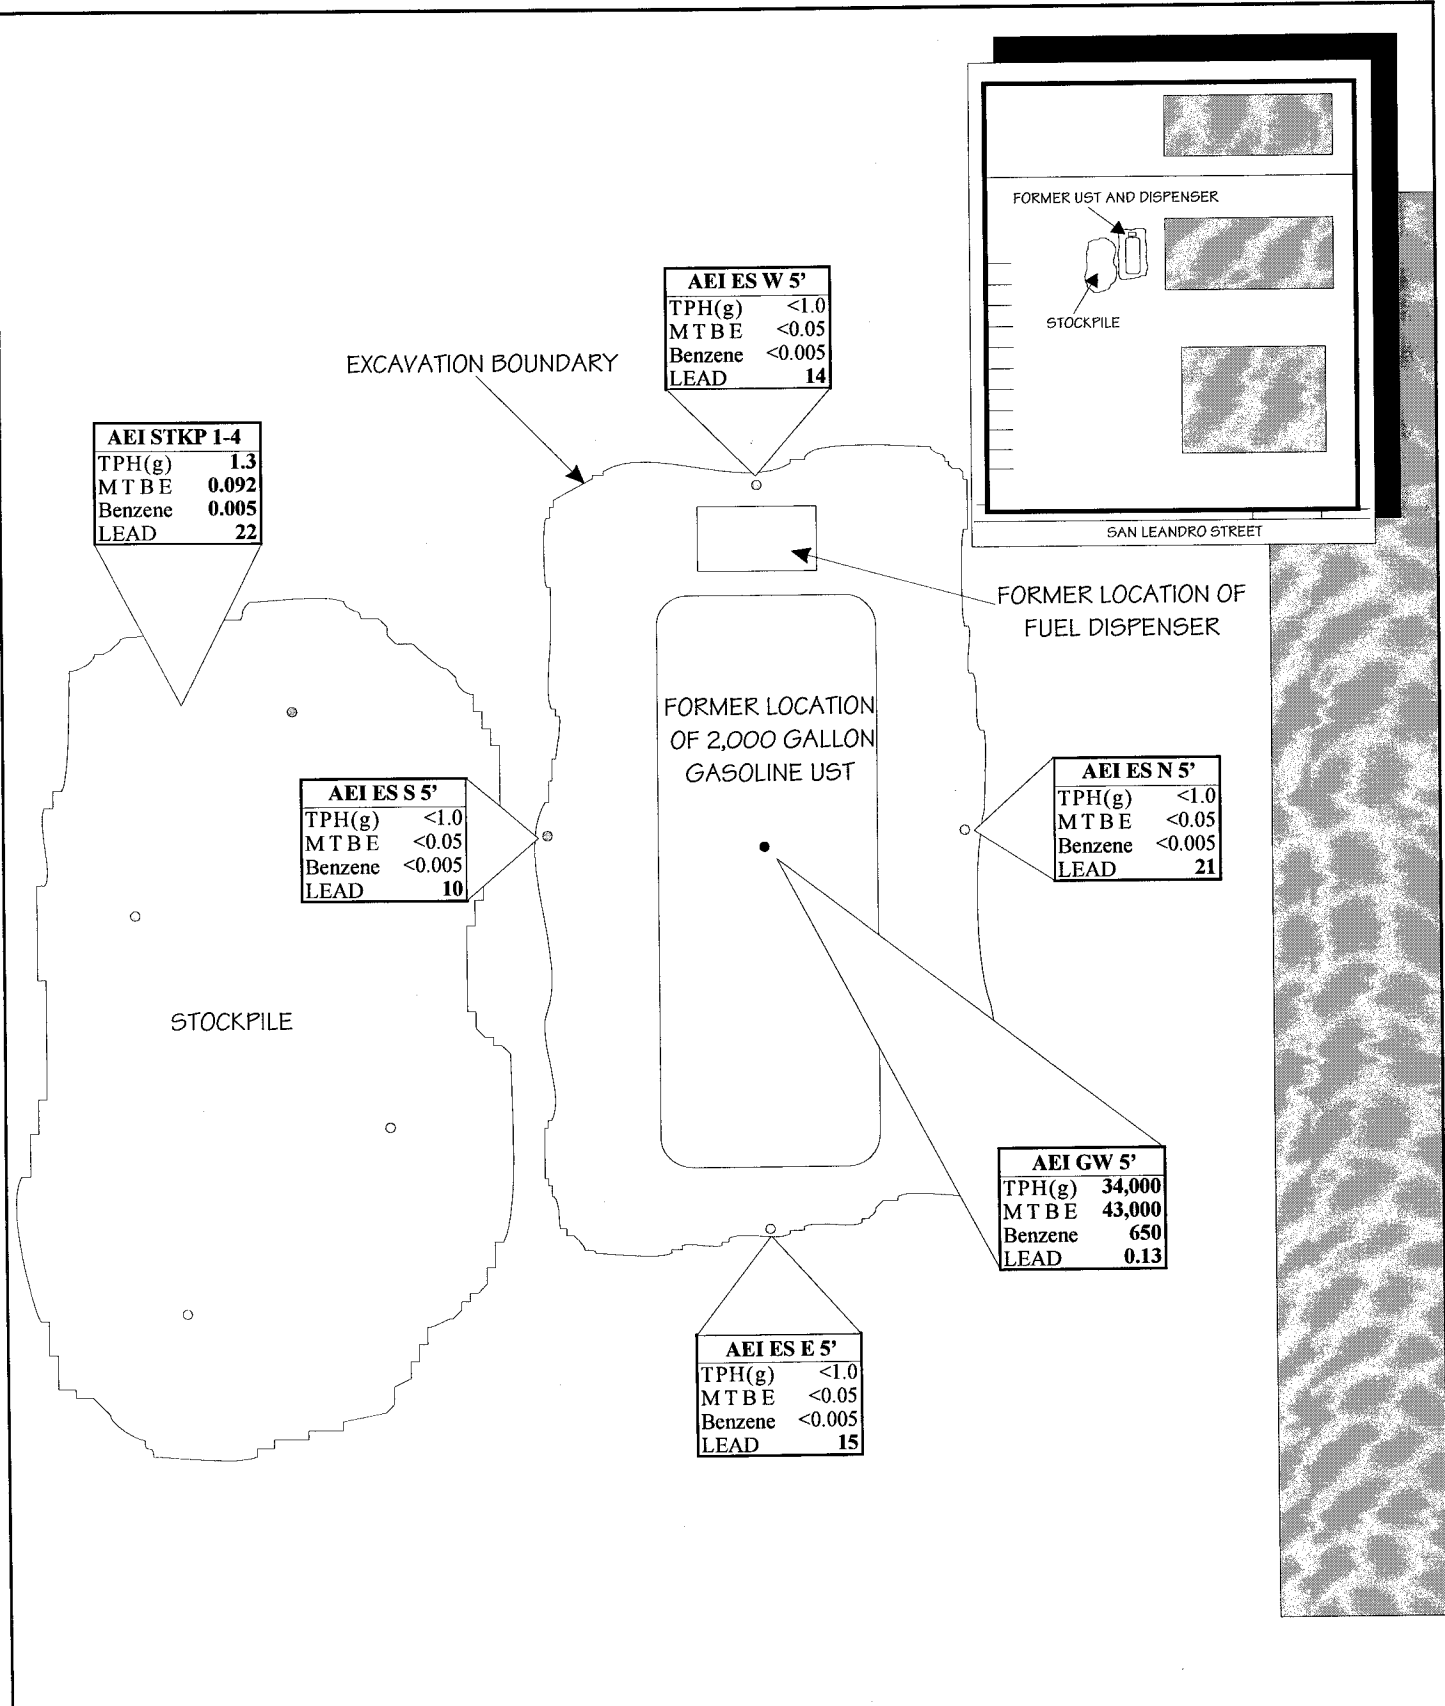 FORMER UST AND DISPENSER
STOCKPILE
SAN LEANDRO STREET
AEI ES W 5'
TPH(g) <1.0
MTBE <0.05
Benzene <0.005
LEAD 14
EXCAVATION BOUNDARY
AEI STKP 1-4
TPH(g) 1.3
MTBE 0.092
Benzene 0.005
LEAD 22
FORMER LOCATION OF
FUEL DISPENSER
FORMER LOCATION
OF 2,000 GALLON
GASOLINE UST
AEI ES S 5'
TPH(g) <1.0
MTBE <0.05
Benzene <0.005
LEAD 10
AEI ES N 5'
TPH(g) <1.0
MTBE <0.05
Benzene <0.005
LEAD 21
STOCKPILE
AEI GW 5'
TPH(g) 34,000
MTBE 43,000
Benzene 650
LEAD 0.13
AEI ES E 5'
TPH(g) <1.0
MTBE <0.05
Benzene <0.005
LEAD 15